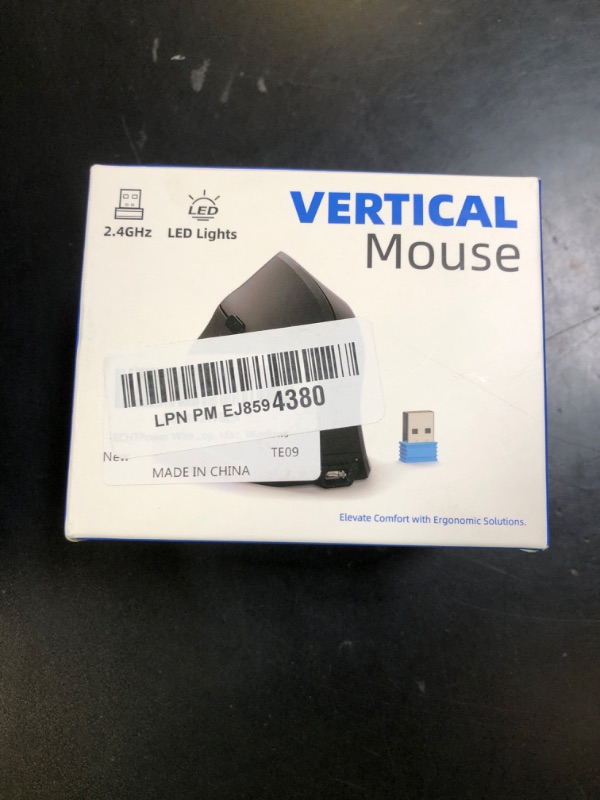 VERTICAL
Mouse
2.4GHz
LED
LED Lights
LPN PM EJ8594380
TE09
MADE IN CHINA
Elevate Comfort with Ergonomic Solutions.